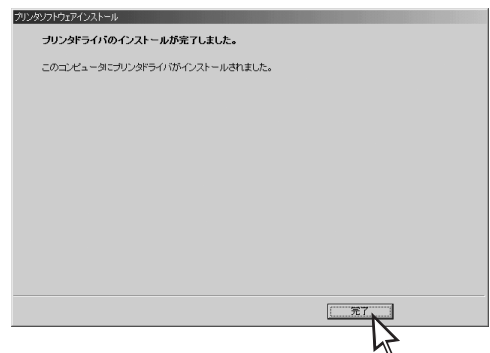 プリンタソフトウェアインストール
プリンタドライバのインストールが完了しました。
このコンピュータにプリンタドライバがインストールされました。
完了